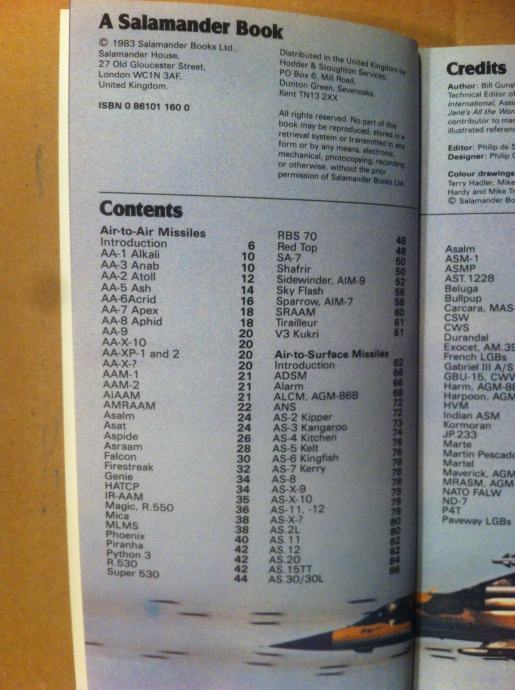 A Salamander Book
© 1983 Salamander Books Ltd.,
Salamander House,
27 Old Gloucester Street,
London WC1N 3AF,
United Kingdom.
ISBN 0 86101 160 0
Distributed in the United Kingdom by
Hodder & Stoughton Services,
PO Box 6, Mill Road,
Dunton Green, Sevenoaks,
Kent TN13 2XX
All rights reserved. No part of this
book may be reproduced, stored in a
retrieval system or transmitted in any
form or by any means, electronic,
mechanical, photocopying, recording
or otherwise, without the prior
permission of Salamander Books Ltd.
Contents
Air-to-Air Missiles
Introduction 6
AA-1 Alkali 10
AA-3 Anab 10
AA-2 Atoll 12
AA-5 Ash 14
AA-6Acrid 16
AA-7 Apex 18
AA-8 Aphid 18
AA-9 20
AA-X-10 20
AA-XP-1 and 2 20
AA-X-? 20
AAM-1 21
AAM-2 21
AIAAM 21
AMRAAM 22
Asalm 24
Asat 24
Aspide 26
Asraam 28
Falcon 30
Firestreak 32
Genie 34
HATCP 34
IR-AAM 35
Magic, R.550 36
Mica 38
MLMS 38
Phoenix 40
Piranha 42
Python 3 42
R.530 42
Super 530 44
RBS 70 48
Red Top 48
SA-7 50
Shafrir 50
Sidewinder, AIM-9 52
Sky Flash 56
Sparrow, AIM-7 58
SRAAM 60
Tirailleur 61
V3 Kukri 61
Air-to-Surface Missiles
Introduction 62
ADSM 66
Alarm 66
ALCM, AGM-86B 68
ANS 72
AS-2 Kipper 72
AS-3 Kangaroo 73
AS-4 Kitchen 74
AS-5 Kelt 76
AS-6 Kingfish 76
AS-7 Kerry 78
AS-8 78
AS-X-9 78
AS-X-10 79
AS-11, -12 79
AS-X-? 79
AS.2L 80
AS.11 80
AS.12 82
AS.20 82
AS.15TT 84
AS.30/30L 86
Credits
Author: Bill Guns
Technical Editor of
International, Assi
Jane's All the Wor
contributor to ma
illustrated referen
Editor: Philip de S
Designer: Philip
Colour drawings
Terry Hadler, Mike
Hardy and Mike T
© Salamander Bo
Asalm
ASM-1
ASMP
AST.1228
Beluga
Bullpup
Carcara, MAS-
CSW
CWS
Durandal
Exocet, AM.39
French LGBs
Gabriel III A/S
GBU-15, CWW
Harm, AGM-88
Harpoon, AGM
HVM
Indian ASM
Kormoran
JP.233
Marte
Martin Pescado
Martel
Maverick, AGM
MRASM, AGM
NATO FALW
ND-7
P4T
Paveway LGBs